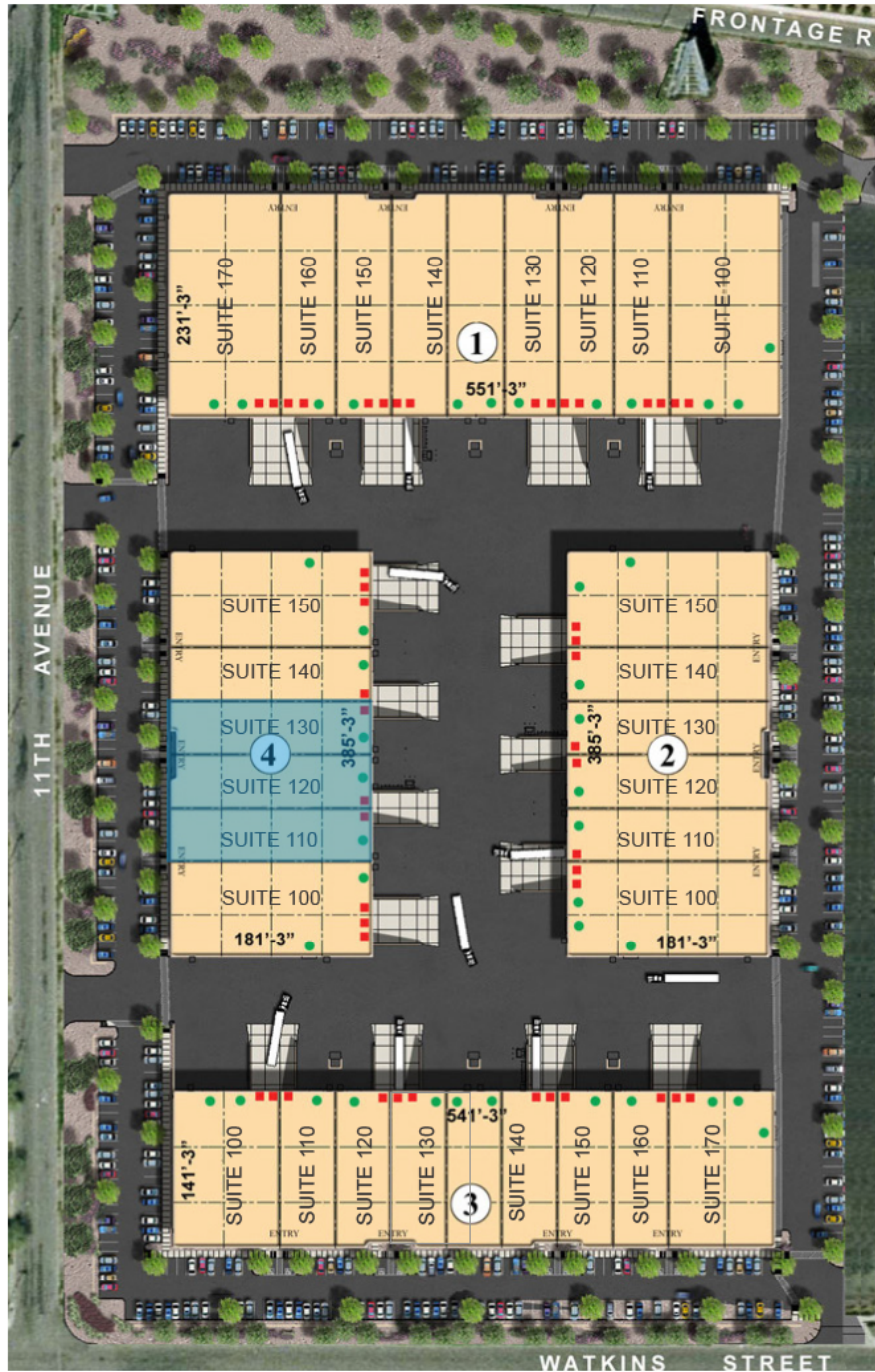 FRONTAGE R
ENTRY
ENTRY
ENTRY
ENTRY
SUITE 170
SUITE 160
SUITE 150
SUITE 140
SUITE 130
SUITE 120
SUITE 110
SUITE 100
231'-3"
1
551'-3"
11TH AVENUE
SUITE 150
ENTRY
SUITE 140
SUITE 130
ENTRY
4
385'-3"
SUITE 120
SUITE 110
ENTRY
SUITE 100
181'-3"
SUITE 150
ENTRY
SUITE 140
SUITE 130
385'-3"
2
ENTRY
SUITE 120
SUITE 110
ENTRY
SUITE 100
181'-3"
541'-3"
141'-3"
SUITE 100
SUITE 110
SUITE 120
SUITE 130
SUITE 140
SUITE 150
SUITE 160
SUITE 170
3
ENTRY
ENTRY
ENTRY
ENTRY
WATKINS STREET